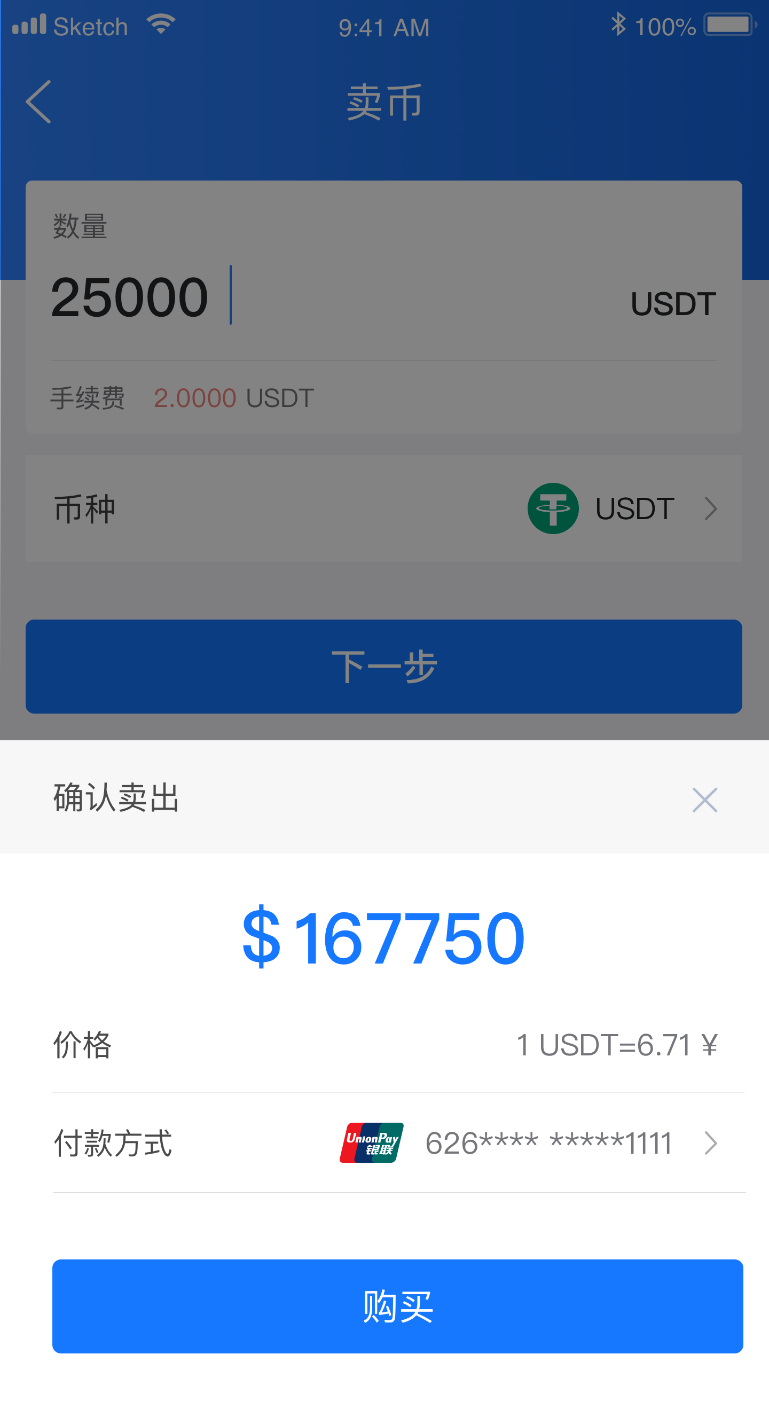 Sketch 9:41 AM 100%
卖币
数量
25000 USDT
手续费 2.0000 USDT
币种 USDT
下一步
确认卖出
$ 167750
价格 1 USDT=6.71 ¥
付款方式 UnionPay 银联 626**** *****1111
购买